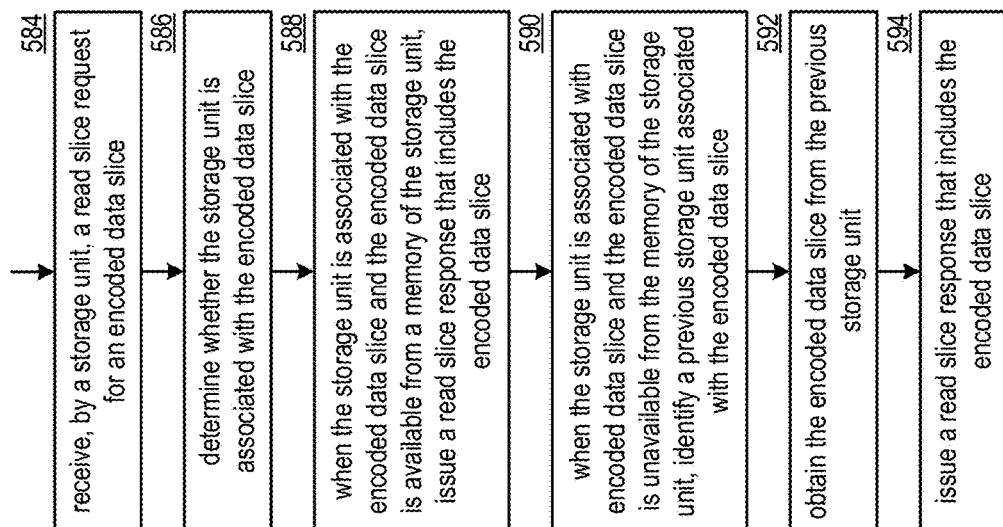 584
receive, by a storage unit, a read slice request
for an encoded data slice
586
determine whether the storage unit is
associated with the encoded data slice
588
when the storage unit is associated with the
encoded data slice and the encoded data slice
is available from a memory of the storage unit,
issue a read slice response that includes the
encoded data slice
590
when the storage unit is associated with
encoded data slice and the encoded data slice
is unavailable from the memory of the storage
unit, identify a previous storage unit associated
with the encoded data slice
592
obtain the encoded data slice from the previous
storage unit
594
issue a read slice response that includes the
encoded data slice